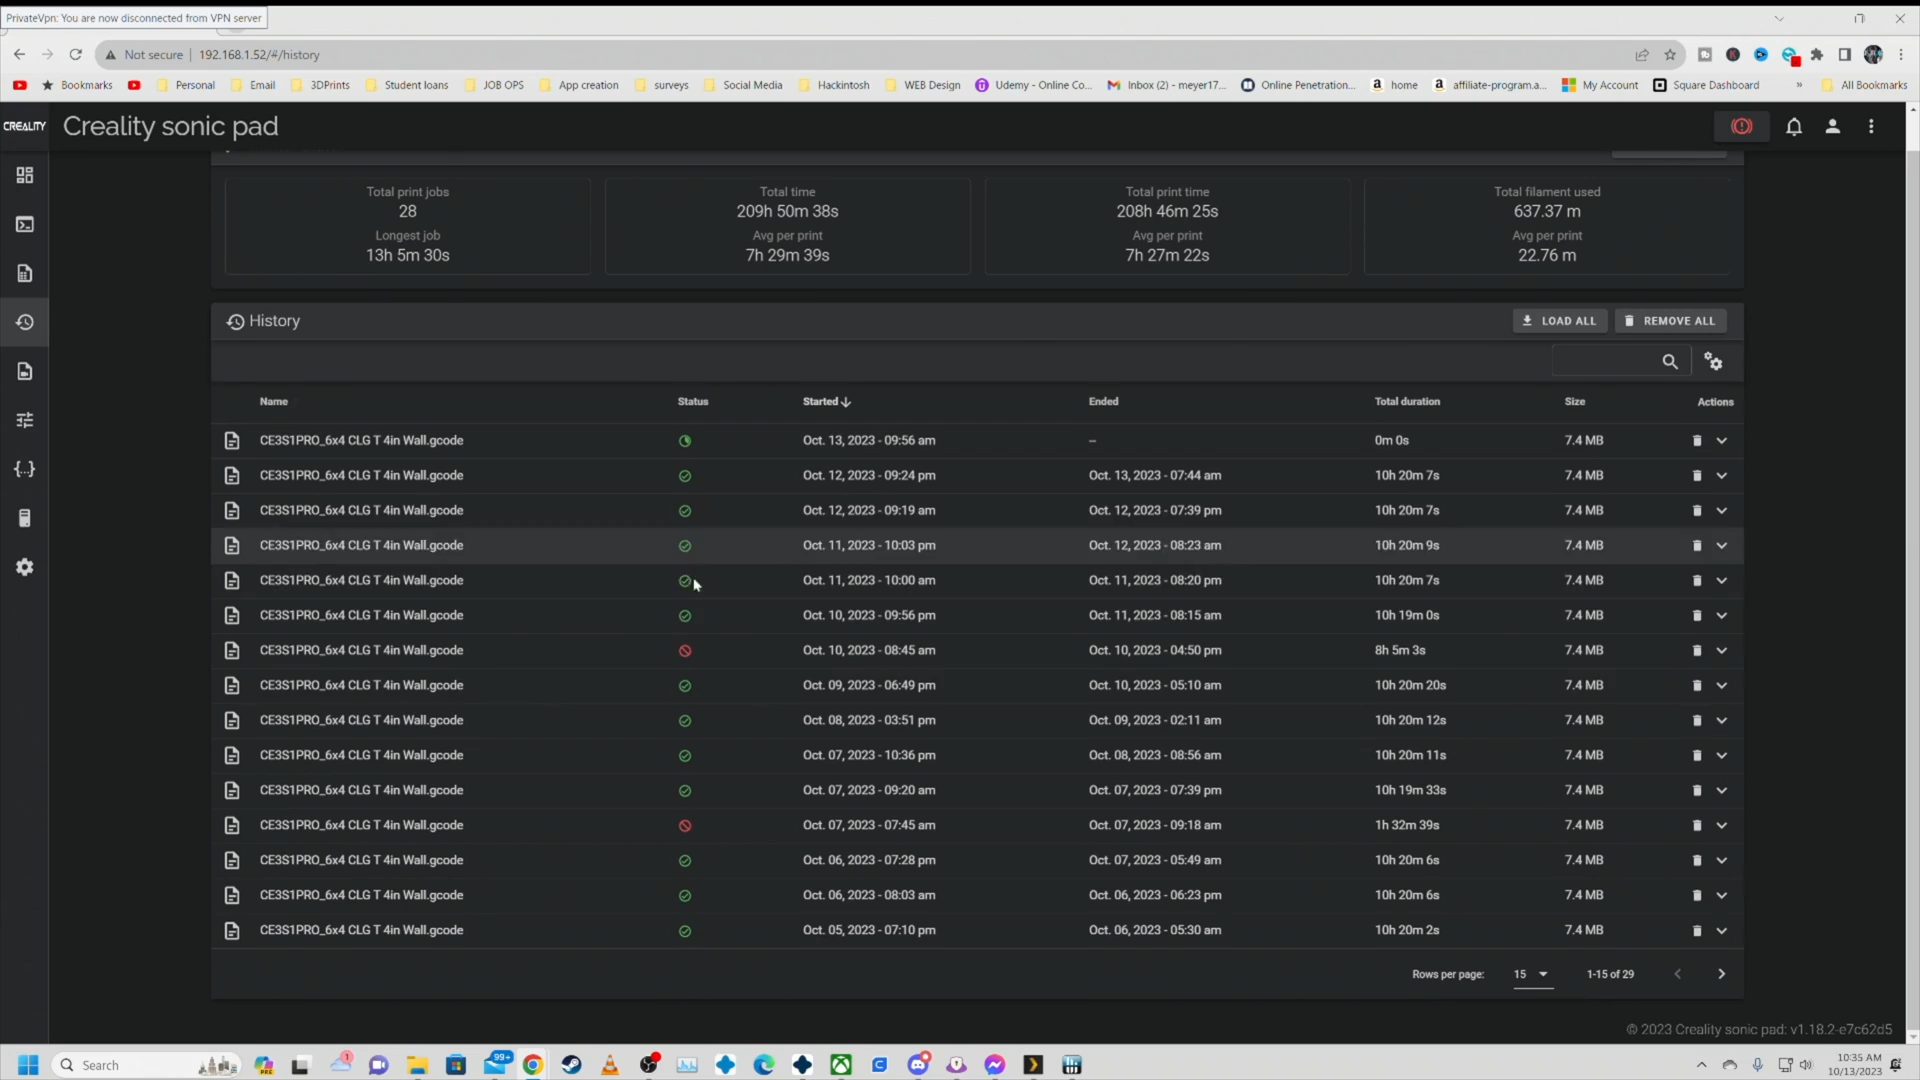 PrivateVpn: You are now disconnected from VPN server
Not secure 192.168.1.52/#/history
Bookmarks Personal Email 3DPrints Student loans JOB OPS App creation surveys Social Media Hackintosh WEB Design Udemy - Online Co... Inbox (2) - meyer17... Online Penetration... home affiliate-program.a... My Account Square Dashboard » All Bookmarks
CREALITY Creality sonic pad
Total print jobs Total time Total print time Total filament used
28 209h 50m 38s 208h 46m 25s 637.37 m
Longest job Avg per print Avg per print Avg per print
13h 5m 30s 7h 29m 39s 7h 27m 22s 22.76 m
History LOAD ALL REMOVE ALL
Name Status Started Ended Total duration Size Actions
CE3S1PRO_6x4 CLG T 4in Wall.gcode Oct. 13, 2023 - 09:56 am -- 0m 0s 7.4 MB
CE3S1PRO_6x4 CLG T 4in Wall.gcode Oct. 12, 2023 - 09:24 pm Oct. 13, 2023 - 07:44 am 10h 20m 7s 7.4 MB
CE3S1PRO_6x4 CLG T 4in Wall.gcode Oct. 12, 2023 - 09:19 am Oct. 12, 2023 - 07:39 pm 10h 20m 7s 7.4 MB
CE3S1PRO_6x4 CLG T 4in Wall.gcode Oct. 11, 2023 - 10:03 pm Oct. 12, 2023 - 08:23 am 10h 20m 9s 7.4 MB
CE3S1PRO_6x4 CLG T 4in Wall.gcode Oct. 11, 2023 - 10:00 am Oct. 11, 2023 - 08:20 pm 10h 20m 7s 7.4 MB
CE3S1PRO_6x4 CLG T 4in Wall.gcode Oct. 10, 2023 - 09:56 pm Oct. 11, 2023 - 08:15 am 10h 19m 0s 7.4 MB
CE3S1PRO_6x4 CLG T 4in Wall.gcode Oct. 10, 2023 - 08:45 am Oct. 10, 2023 - 04:50 pm 8h 5m 3s 7.4 MB
CE3S1PRO_6x4 CLG T 4in Wall.gcode Oct. 09, 2023 - 06:49 pm Oct. 10, 2023 - 05:10 am 10h 20m 20s 7.4 MB
CE3S1PRO_6x4 CLG T 4in Wall.gcode Oct. 08, 2023 - 03:51 pm Oct. 09, 2023 - 02:11 am 10h 20m 12s 7.4 MB
CE3S1PRO_6x4 CLG T 4in Wall.gcode Oct. 07, 2023 - 10:36 pm Oct. 08, 2023 - 08:56 am 10h 20m 11s 7.4 MB
CE3S1PRO_6x4 CLG T 4in Wall.gcode Oct. 07, 2023 - 09:20 am Oct. 07, 2023 - 07:39 pm 10h 19m 33s 7.4 MB
CE3S1PRO_6x4 CLG T 4in Wall.gcode Oct. 07, 2023 - 07:45 am Oct. 07, 2023 - 09:18 am 1h 32m 39s 7.4 MB
CE3S1PRO_6x4 CLG T 4in Wall.gcode Oct. 06, 2023 - 07:28 pm Oct. 07, 2023 - 05:49 am 10h 20m 6s 7.4 MB
CE3S1PRO_6x4 CLG T 4in Wall.gcode Oct. 06, 2023 - 08:03 am Oct. 06, 2023 - 06:23 pm 10h 20m 6s 7.4 MB
CE3S1PRO_6x4 CLG T 4in Wall.gcode Oct. 05, 2023 - 07:10 pm Oct. 06, 2023 - 05:30 am 10h 20m 2s 7.4 MB
Rows per page: 15 1-15 of 29
© 2023 Creality sonic pad: v1.18.2-e7c62d5
Search 1 99+ 10:35 AM
10/13/2023